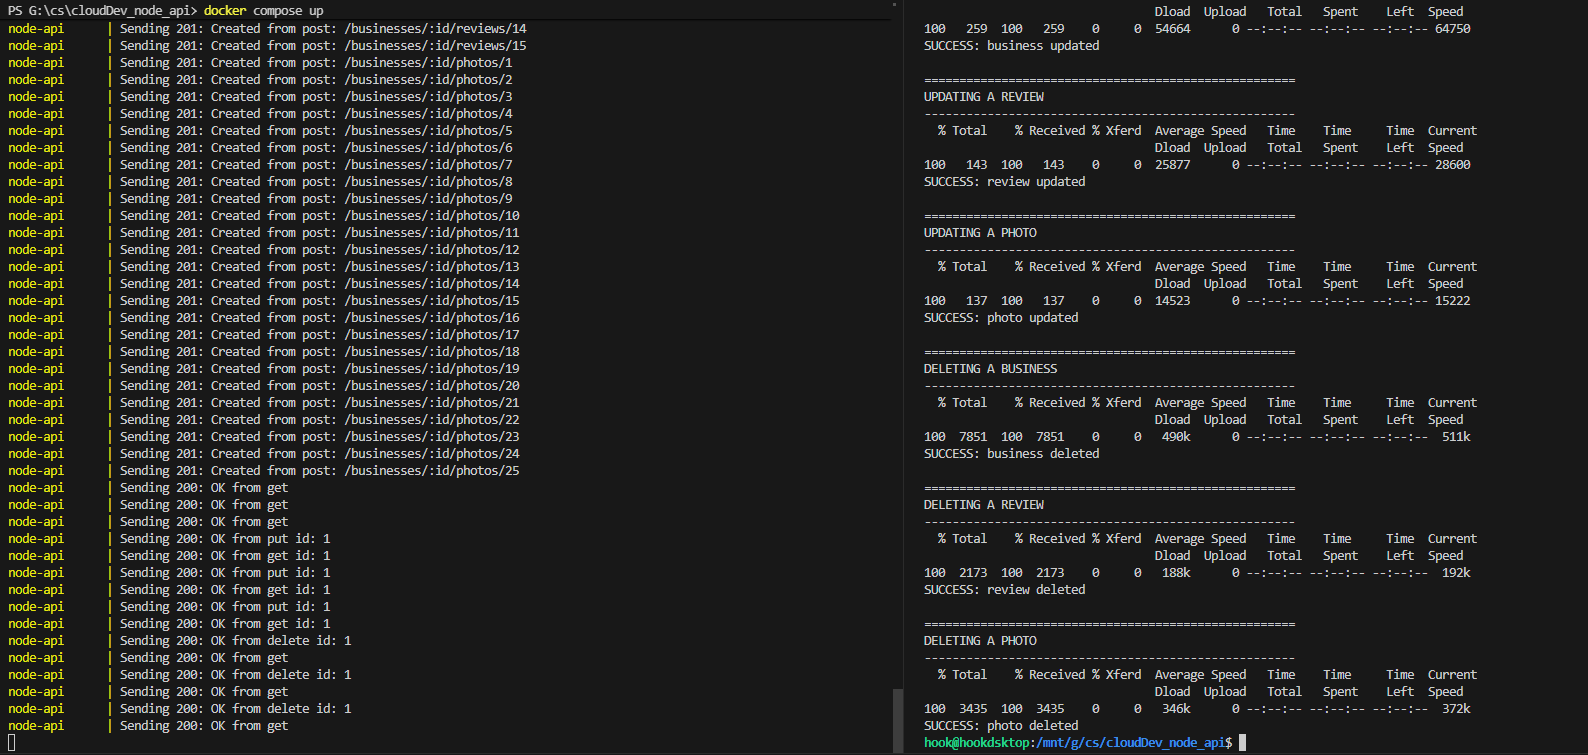 PS G:\cs\cloudDev_node_api> docker compose up
node-api | Sending 201: Created from post: /businesses/:id/reviews/14
node-api | Sending 201: Created from post: /businesses/:id/reviews/15
node-api | Sending 201: Created from post: /businesses/:id/photos/1
node-api | Sending 201: Created from post: /businesses/:id/photos/2
node-api | Sending 201: Created from post: /businesses/:id/photos/3
node-api | Sending 201: Created from post: /businesses/:id/photos/4
node-api | Sending 201: Created from post: /businesses/:id/photos/5
node-api | Sending 201: Created from post: /businesses/:id/photos/6
node-api | Sending 201: Created from post: /businesses/:id/photos/7
node-api | Sending 201: Created from post: /businesses/:id/photos/8
node-api | Sending 201: Created from post: /businesses/:id/photos/9
node-api | Sending 201: Created from post: /businesses/:id/photos/10
node-api | Sending 201: Created from post: /businesses/:id/photos/11
node-api | Sending 201: Created from post: /businesses/:id/photos/12
node-api | Sending 201: Created from post: /businesses/:id/photos/13
node-api | Sending 201: Created from post: /businesses/:id/photos/14
node-api | Sending 201: Created from post: /businesses/:id/photos/15
node-api | Sending 201: Created from post: /businesses/:id/photos/16
node-api | Sending 201: Created from post: /businesses/:id/photos/17
node-api | Sending 201: Created from post: /businesses/:id/photos/18
node-api | Sending 201: Created from post: /businesses/:id/photos/19
node-api | Sending 201: Created from post: /businesses/:id/photos/20
node-api | Sending 201: Created from post: /businesses/:id/photos/21
node-api | Sending 201: Created from post: /businesses/:id/photos/22
node-api | Sending 201: Created from post: /businesses/:id/photos/23
node-api | Sending 201: Created from post: /businesses/:id/photos/24
node-api | Sending 201: Created from post: /businesses/:id/photos/25
node-api | Sending 200: OK from get
node-api | Sending 200: OK from get
node-api | Sending 200: OK from get
node-api | Sending 200: OK from put id: 1
node-api | Sending 200: OK from get id: 1
node-api | Sending 200: OK from put id: 1
node-api | Sending 200: OK from get id: 1
node-api | Sending 200: OK from put id: 1
node-api | Sending 200: OK from get id: 1
node-api | Sending 200: OK from delete id: 1
node-api | Sending 200: OK from get
node-api | Sending 200: OK from delete id: 1
node-api | Sending 200: OK from get
node-api | Sending 200: OK from delete id: 1
node-api | Sending 200: OK from get
Dload Upload Total Spent Left Speed
100 259 100 259 0 0 54664 0 --:--:-- --:--:-- --:--:-- 64750
SUCCESS: business updated
=====================================================
UPDATING A REVIEW
-----------------------------------------------------
% Total % Received % Xferd Average Speed Time Time Time Current
Dload Upload Total Spent Left Speed
100 143 100 143 0 0 25877 0 --:--:-- --:--:-- --:--:-- 28600
SUCCESS: review updated
=====================================================
UPDATING A PHOTO
-----------------------------------------------------
% Total % Received % Xferd Average Speed Time Time Time Current
Dload Upload Total Spent Left Speed
100 137 100 137 0 0 14523 0 --:--:-- --:--:-- --:--:-- 15222
SUCCESS: photo updated
=====================================================
DELETING A BUSINESS
-----------------------------------------------------
% Total % Received % Xferd Average Speed Time Time Time Current
Dload Upload Total Spent Left Speed
100 7851 100 7851 0 0 490k 0 --:--:-- --:--:-- --:--:-- 511k
SUCCESS: business deleted
=====================================================
DELETING A REVIEW
-----------------------------------------------------
% Total % Received % Xferd Average Speed Time Time Time Current
Dload Upload Total Spent Left Speed
100 2173 100 2173 0 0 188k 0 --:--:-- --:--:-- --:--:-- 192k
SUCCESS: review deleted
=====================================================
DELETING A PHOTO
-----------------------------------------------------
% Total % Received % Xferd Average Speed Time Time Time Current
Dload Upload Total Spent Left Speed
100 3435 100 3435 0 0 346k 0 --:--:-- --:--:-- --:--:-- 372k
SUCCESS: photo deleted
hook@hookdsktop:/mnt/g/cs/cloudDev_node_api$